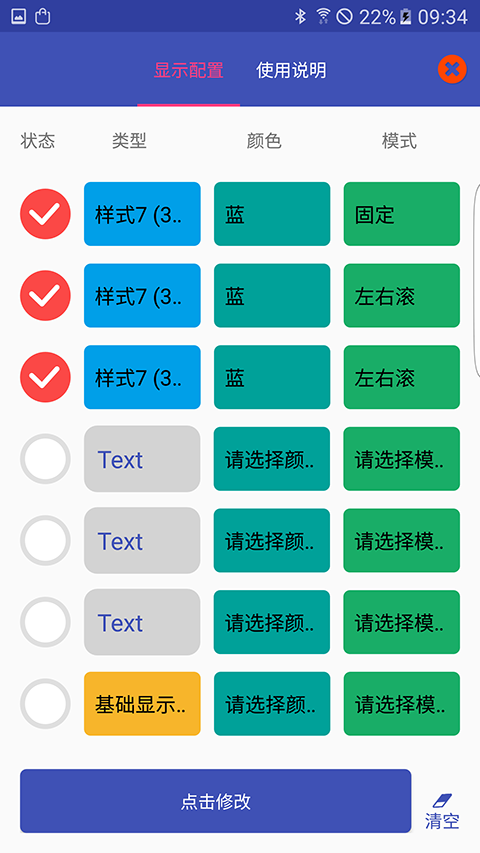 22% 09:34
显示配置 使用说明
状态 类型 颜色 模式
样式7 (3.. 蓝 固定
样式7 (3.. 蓝 左右滚
样式7 (3.. 蓝 左右滚
Text 请选择颜.. 请选择模..
Text 请选择颜.. 请选择模..
Text 请选择颜.. 请选择模..
基础显示.. 请选择颜.. 请选择模..
点击修改 清空